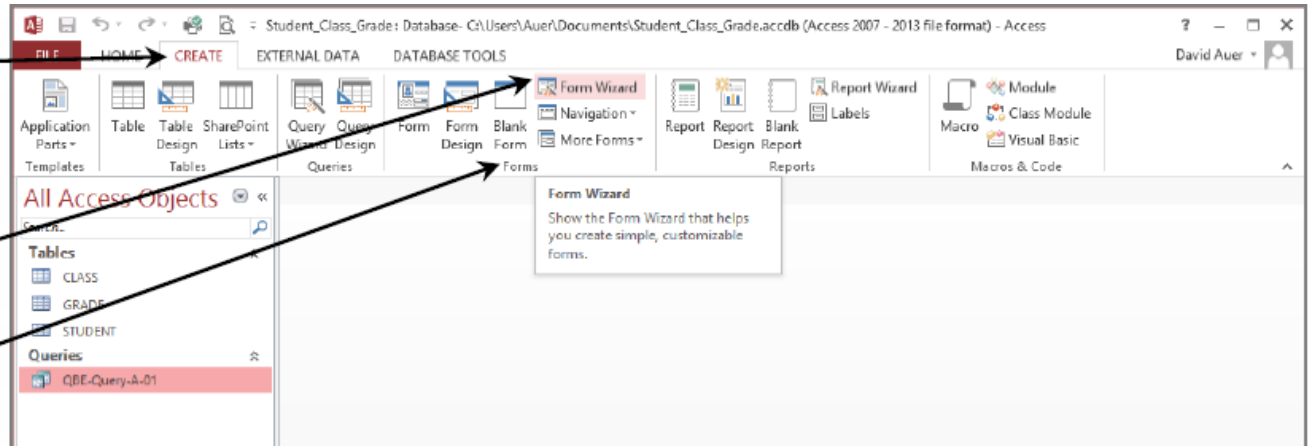 Student_Class_Grade: Database- C:\Users\Auer\Documents\Student_Class_Grade.accdb (Access 2007 - 2013 file format) - Access
FILE HOME CREATE EXTERNAL DATA DATABASE TOOLS David Auer
Application Parts
Table
Table Design
SharePoint Lists
Query Wizard
Query Design
Form
Form Design
Blank Form
Form Wizard
Navigation
More Forms
Report
Report Design
Blank Report
Report Wizard
Labels
Macro
Module
Class Module
Visual Basic
Templates Tables Queries Forms Reports Macros & Code
All Access Objects
Search..
Tables
CLASS
GRADE
STUDENT
Queries
QBE-Query-A-01
Form Wizard
Show the Form Wizard that helps
you create simple, customizable
forms.